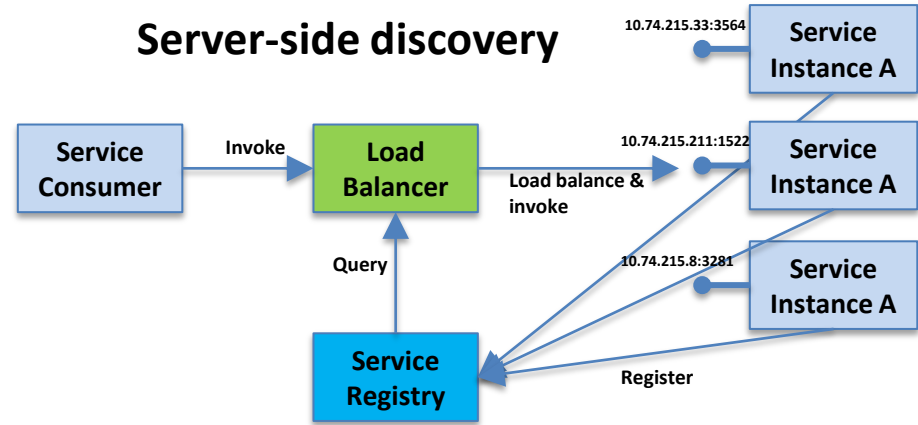 Server-side discovery
10.74.215.33:3564
Service
Instance A
Service
Consumer
Invoke
Load
Balancer
Load balance &
invoke
10.74.215.211:1522
Service
Instance A
Query
10.74.215.8:3281
Service
Instance A
Service
Registry
Register